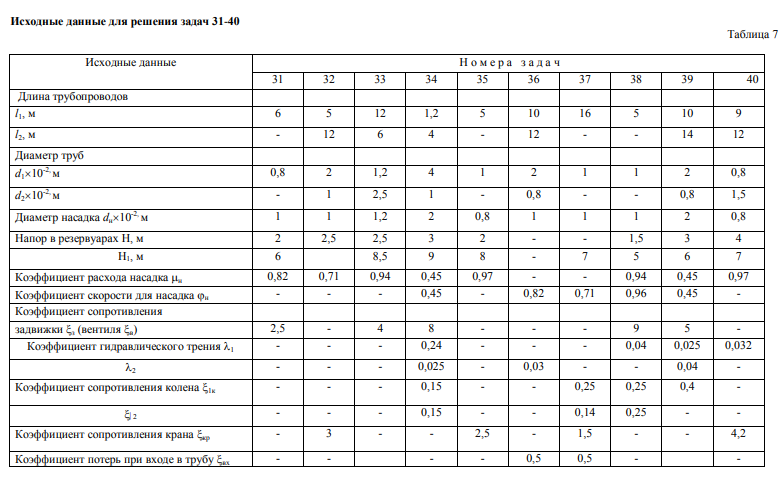 Исходные данные для решения задач 31-40
Таблица 7
Исходные данные Н о м е р а з а д а ч
31 32 33 34 35 36 37 38 39 40
Длина трубопроводов
l1, м 6 5 12 1,2 5 10 16 5 10 9
l2, м - 12 6 4 - 12 - - 14 12
Диаметр труб
d1×10-2, м 0,8 2 1,2 4 1 2 1 1 2 0,8
d2×10-2, м - 1 2,5 1 - 0,8 - - 0,8 1,5
Диаметр насадка dн×10-2, м 1 1 1,2 2 0,8 1 1 1 2 0,8
Напор в резервуарах Н, м 2 2,5 2,5 3 2 - - 1,5 3 4
Н1, м 6 8,5 9 8 - 7 5 6 7
Коэффициент расхода насадка μн 0,82 0,71 0,94 0,45 0,97 - - 0,94 0,45 0,97
Коэффициент скорости для насадка φн - - - 0,45 - 0,82 0,71 0,96 0,45 -
Коэффициент сопротивления
задвижки ξз (вентиля ξв) 2,5 - 4 8 - - - 9 5 -
Коэффициент гидравлического трения λ1 - - - 0,24 - - - 0,04 0,025 0,032
λ2 - - - 0,025 - 0,03 - - 0,04 -
Коэффициент сопротивления колена ξ1к - - - 0,15 - - 0,25 0,25 0,4 -
ξ 2 - - - 0,15 - - 0,14 0,25 - -
Коэффициент сопротивления крана ξкр - 3 - - 2,5 - 1,5 - 4,2
Коэффициент потерь при входе в трубу ξвх - - - - 0,5 0,5 - - -